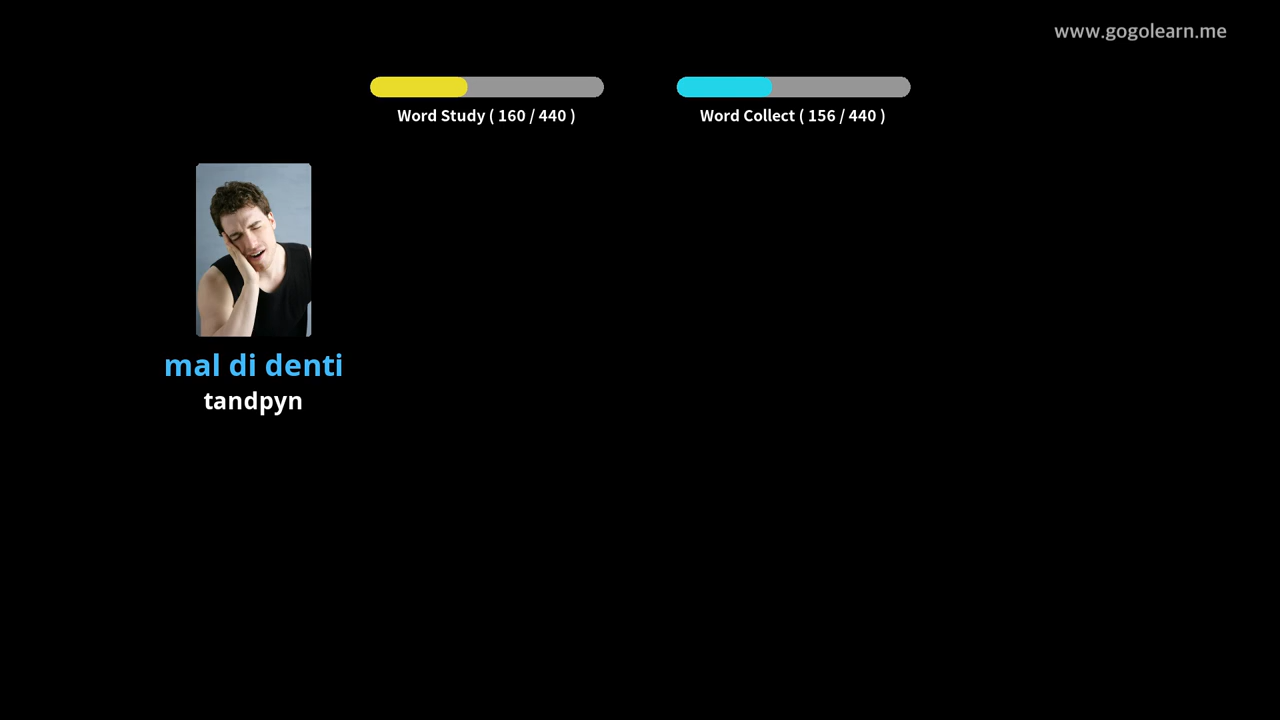 www.gogolearn.me
Word Study ( 160 / 440 )
Word Collect ( 156 / 440 )
mal di denti
tandpyn